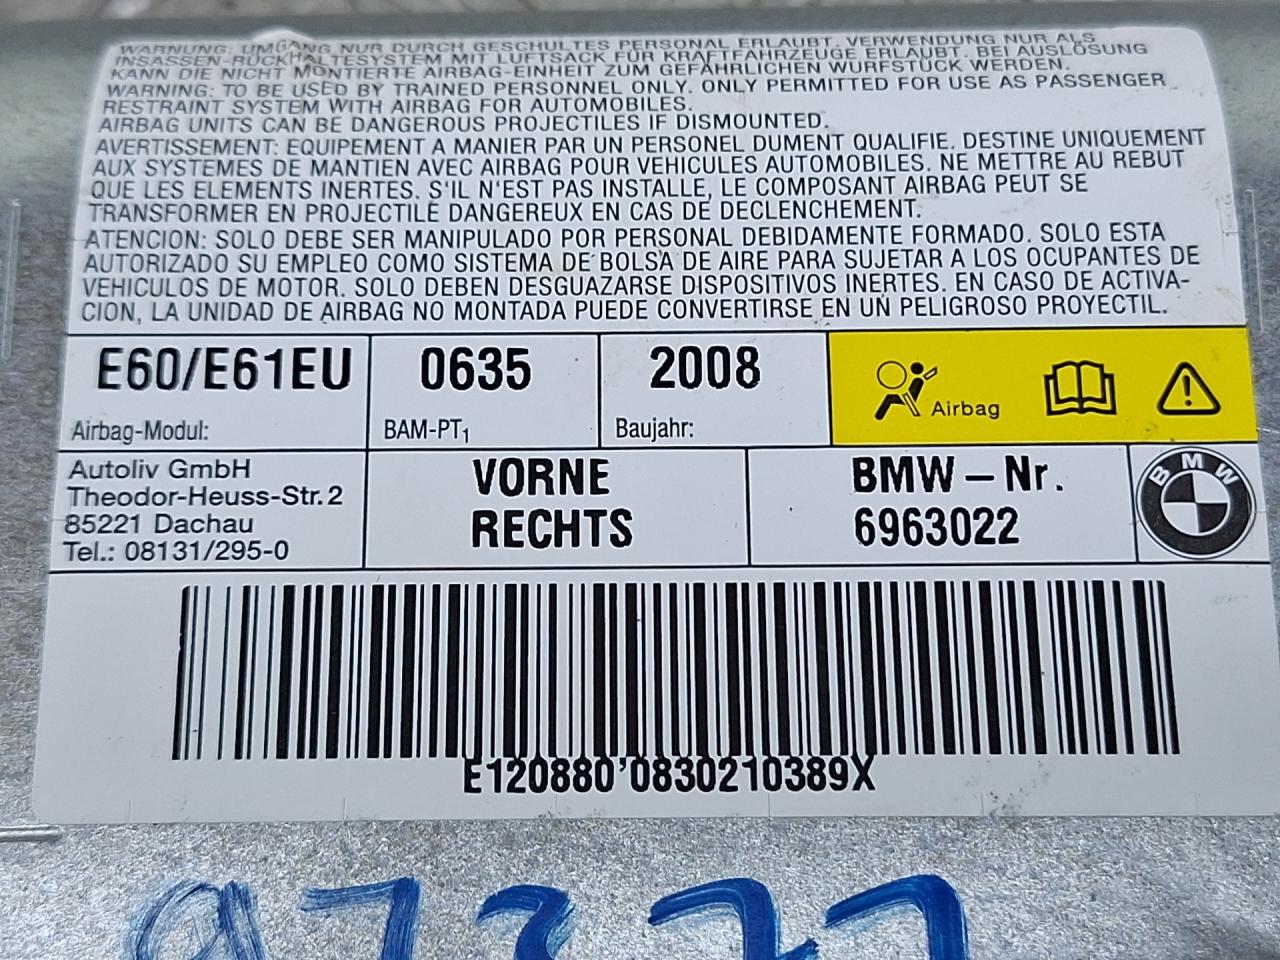 WARNUNG: UMGANG NUR DURCH GESCHULTES PERSONAL ERLAUBT. VERWENDUNG NUR ALS
INSASSEN-RÜCKHALTESYSTEM MIT LUFTSACK FÜR KRAFTFAHRZEUGE ERLAUBT. BEI AUSLÖSUNG
KANN DIE NICHT MONTIERTE AIRBAG-EINHEIT ZUM GEFÄHRLICHEN WURFSTÜCK WERDEN.
WARNING: TO BE USED BY TRAINED PERSONNEL ONLY. ONLY PERMITTED FOR USE AS PASSENGER
RESTRAINT SYSTEM WITH AIRBAG FOR AUTOMOBILES.
AIRBAG UNITS CAN BE DANGEROUS PROJECTILES IF DISMOUNTED.
AVERTISSEMENT: EQUIPEMENT A MANIER PAR UN PERSONEL DUMENT QUALIFIE. DESTINE UNIQUEMENT
AUX SYSTEMES DE MANTIEN AVEC AIRBAG POUR VEHICULES AUTOMOBILES. NE METTRE AU REBUT
QUE LES ELEMENTS INERTES. S'IL N'EST PAS INSTALLE, LE COMPOSANT AIRBAG PEUT SE
TRANSFORMER EN PROJECTILE DANGEREUX EN CAS DE DECLENCHEMENT.
ATENCION: SOLO DEBE SER MANIPULADO POR PERSONAL DEBIDAMENTE FORMADO. SOLO ESTA
AUTORIZADO SU EMPLEO COMO SISTEMA DE BOLSA DE AIRE PARA SUJETAR A LOS OCUPANTES DE
VEHICULOS DE MOTOR. SOLO DEBEN DESGUAZARSE DISPOSITIVOS INERTES. EN CASO DE ACTIVA-
CION, LA UNIDAD DE AIRBAG NO MONTADA PUEDE CONVERTIRSE EN UN PELIGROSO PROYECTIL.
E60/E61EU 0635 2008
Airbag
Airbag-Modul: BAM-PT1 Baujahr:
Autoliv GmbH
Theodor-Heuss-Str. 2
85221 Dachau
Tel.: 08131/295-0
VORNE
RECHTS
BMW-Nr.
6963022
BMW
E120880'0830210389X